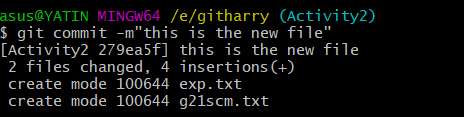 asus@YATIN MINGW64 /e/githarry (Activity2)
$ git commit -m"this is the new file"
[Activity2 279ea5f] this is the new file
 2 files changed, 4 insertions(+)
 create mode 100644 exp.txt
 create mode 100644 g21scm.txt